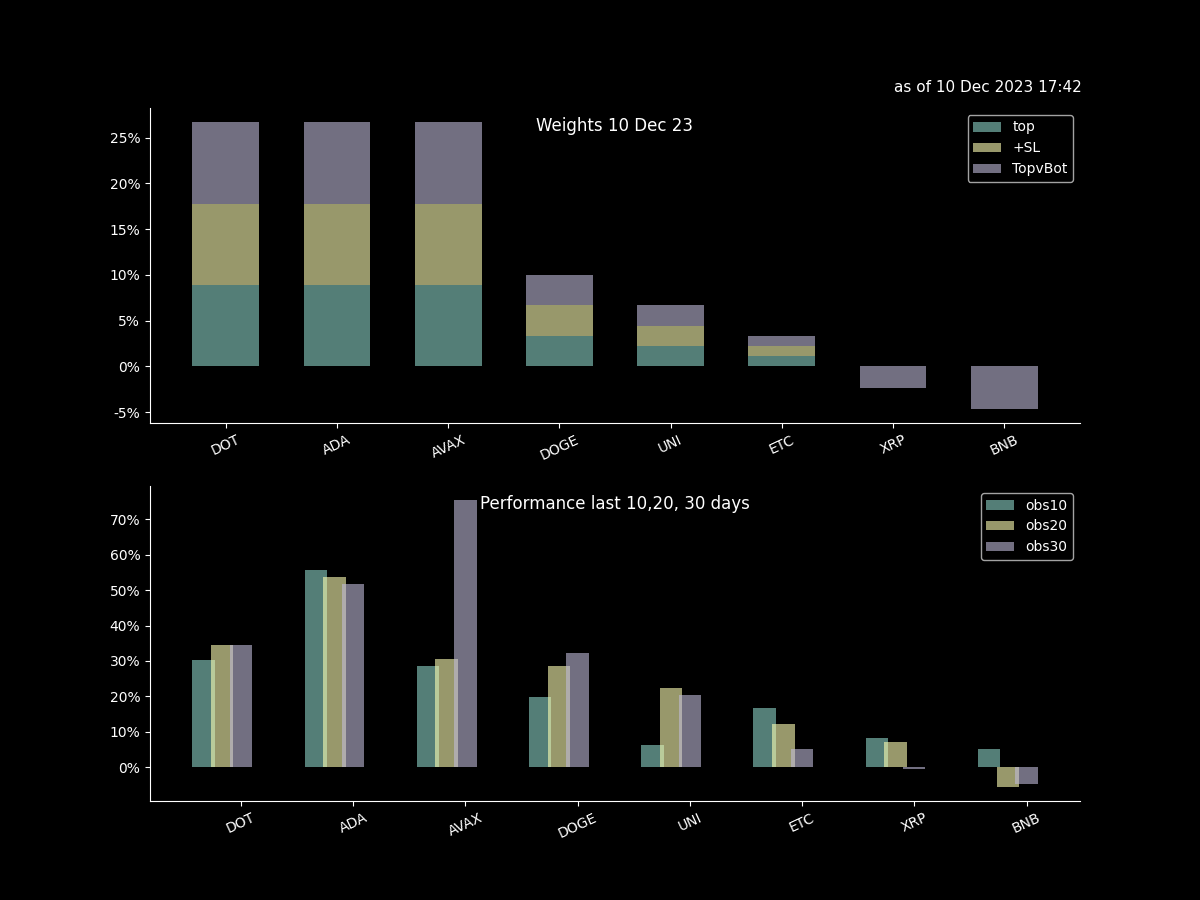 as of 10 Dec 2023 17:42
Weights 10 Dec 23
top
+SL
TopvBot
25%
20%
15%
10%
5%
0%
-5%
DOT ADA AVAX DOGE UNI ETC XRP BNB
Performance last 10,20, 30 days
obs10
obs20
obs30
70%
60%
50%
40%
30%
20%
10%
0%
DOT ADA AVAX DOGE UNI ETC XRP BNB